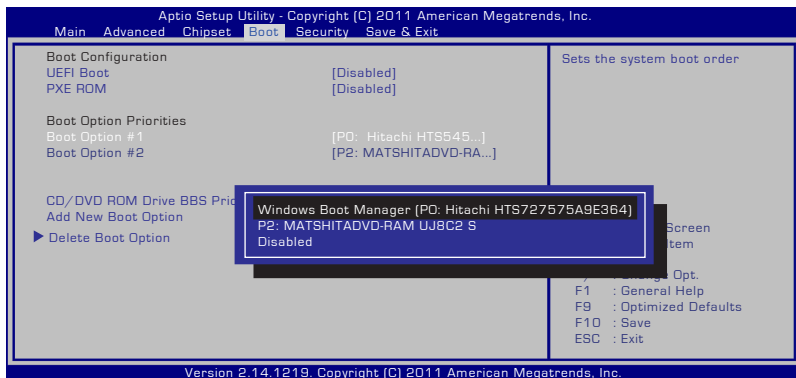 Aptio Setup Utility - Copyright (C) 2011 American Megatrends, Inc.
Main Advanced Chipset Boot Security Save & Exit
Boot Configuration
UEFI Boot [Disabled]
PXE ROM [Disabled]
Boot Option Priorities
Boot Option #1 [P0: Hitachi HTS545...]
Boot Option #2 [P2: MATSHITADVD-RA...]
CD/DVD ROM Drive BBS
Add New Boot Option
Delete Boot Option
Windows Boot Manager (P0: Hitachi HTS727575A9E364)
P2: MATSHITADVD-RAM UJ8C2 S
Disabled
Sets the system boot order
Screen
Item
Opt.
F1 : General Help
F9 : Optimized Defaults
F10 : Save
ESC : Exit
Version 2.14.1219. Copyright (C) 2011 American Megatrends, Inc.